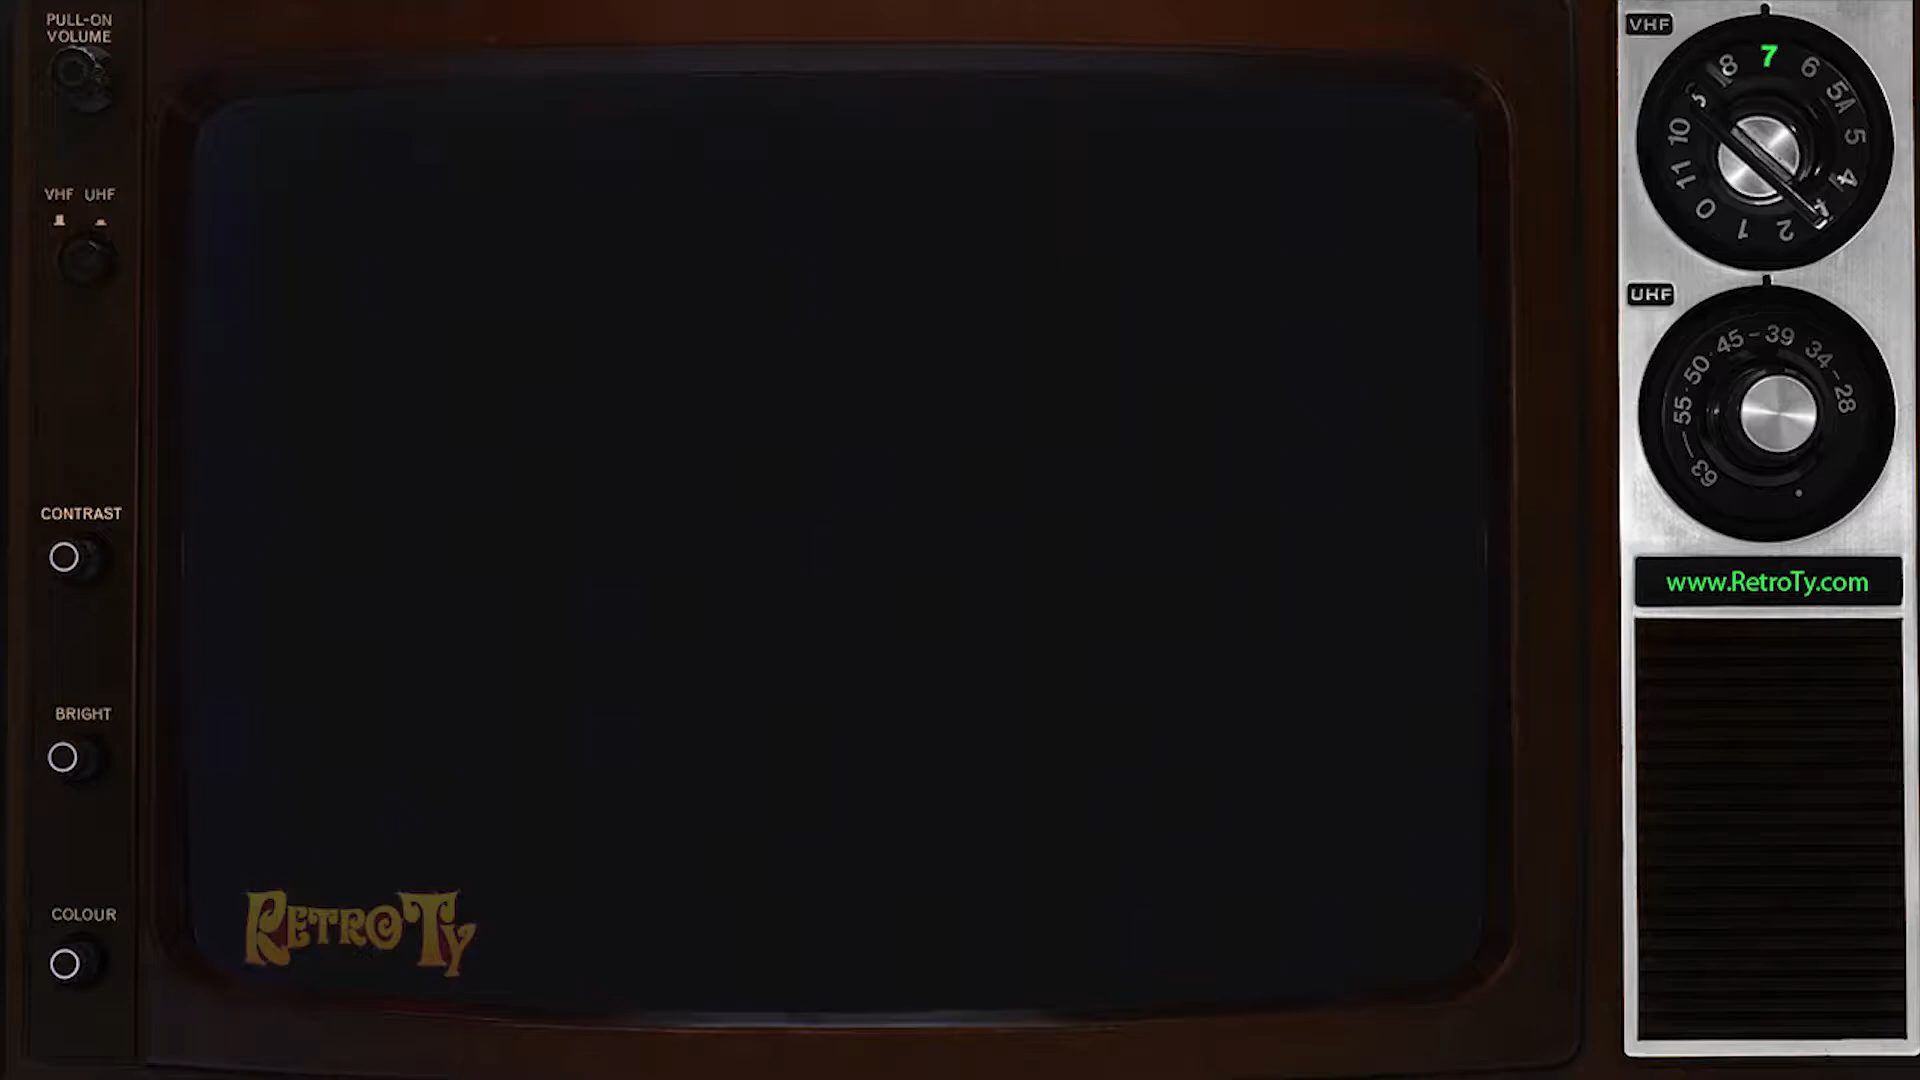 PULL-ON
VOLUME
VHF UHF
CONTRAST
BRIGHT
COLOUR
RETROTY
VHF
7
6
5A
5
4
2
1
0
11
10
9
8
UHF
63 55 50 45 39 34 28
www.RetroTy.com